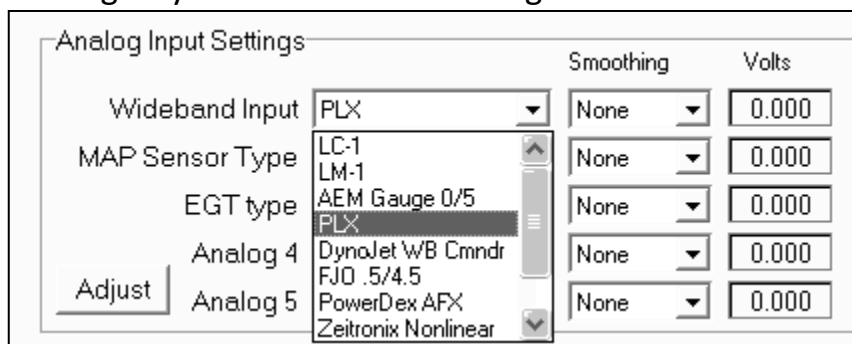 Analog Input Settings
Smoothing Volts
Wideband Input PLX None 0.000
LC-1
MAP Sensor Type None 0.000
LM-1
EGT type AEM Gauge 0/5 None 0.000
PLX
Analog 4 DynoJet WB Cmndr None 0.000
FJO .5/4.5
Adjust Analog 5 PowerDex AFX None 0.000
Zeitronix Nonlinear